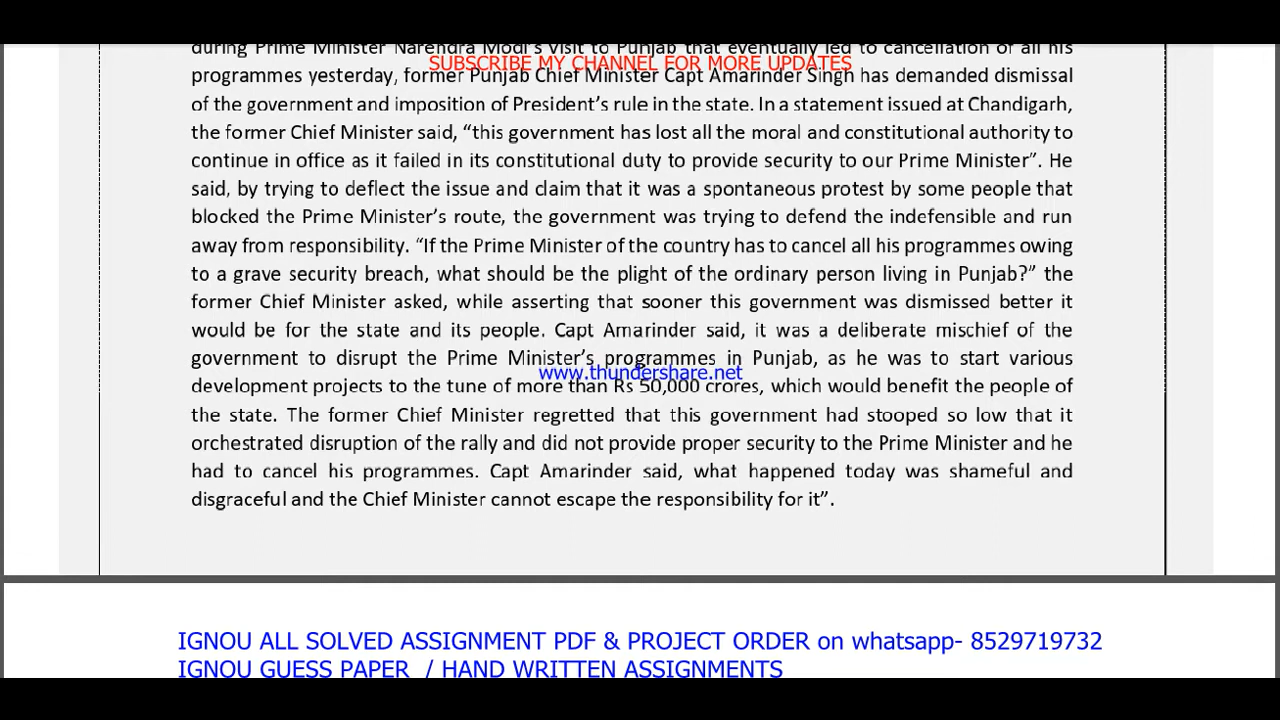 during Prime Minister Narendra Modi's visit to Punjab that eventually led to cancellation of all his
SUBSCRIBE MY CHANNEL FOR MORE UPDATES
programmes yesterday, former Punjab Chief Minister Capt Amarinder Singh has demanded dismissal
of the government and imposition of President’s rule in the state. In a statement issued at Chandigarh,
the former Chief Minister said, “this government has lost all the moral and constitutional authority to
continue in office as it failed in its constitutional duty to provide security to our Prime Minister”. He
said, by trying to deflect the issue and claim that it was a spontaneous protest by some people that
blocked the Prime Minister’s route, the government was trying to defend the indefensible and run
away from responsibility. “If the Prime Minister of the country has to cancel all his programmes owing
to a grave security breach, what should be the plight of the ordinary person living in Punjab?” the
former Chief Minister asked, while asserting that sooner this government was dismissed better it
would be for the state and its people. Capt Amarinder said, it was a deliberate mischief of the
government to disrupt the Prime Minister’s programmes in Punjab, as he was to start various
www.thundershare.net
development projects to the tune of more than Rs 50,000 crores, which would benefit the people of
the state. The former Chief Minister regretted that this government had stooped so low that it
orchestrated disruption of the rally and did not provide proper security to the Prime Minister and he
had to cancel his programmes. Capt Amarinder said, what happened today was shameful and
disgraceful and the Chief Minister cannot escape the responsibility for it”.
IGNOU ALL SOLVED ASSIGNMENT PDF & PROJECT ORDER on whatsapp- 8529719732
IGNOU GUESS PAPER / HAND WRITTEN ASSIGNMENTS